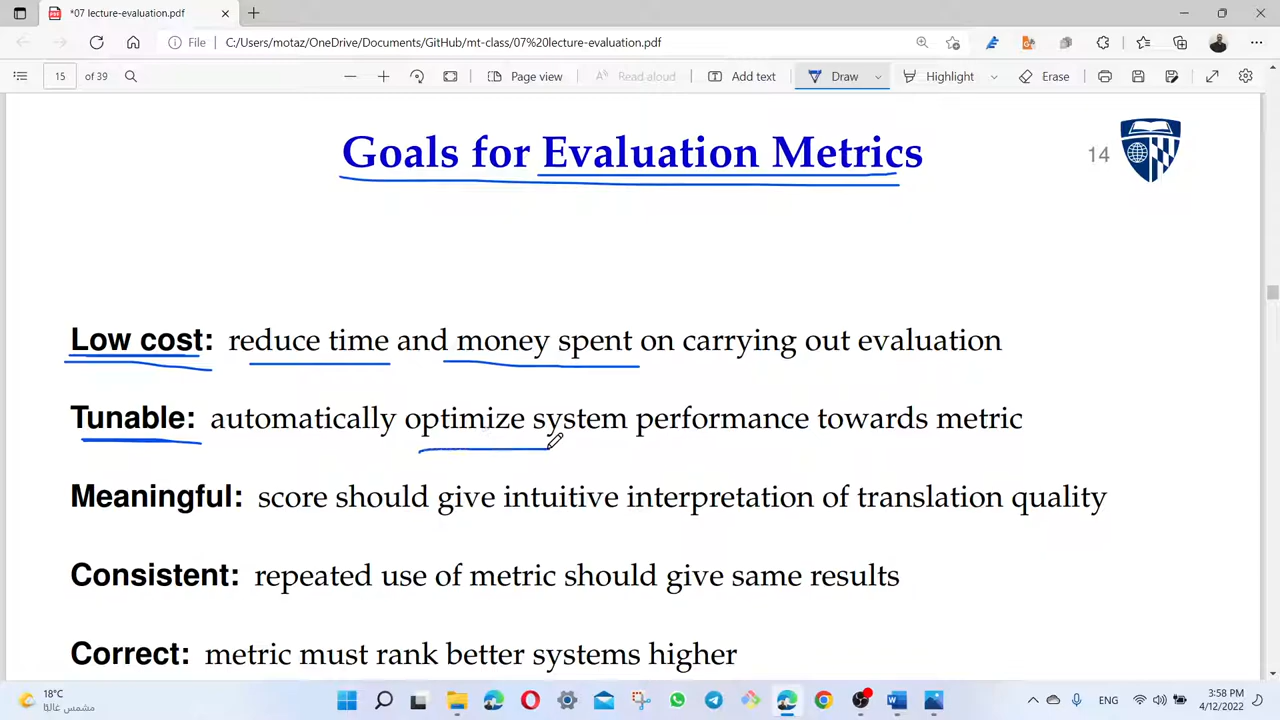 *07 lecture-evaluation.pdf
File C:/Users/motaz/OneDrive/Documents/GitHub/mt-class/07%20lecture-evaluation.pdf
15 of 39 Page view Read aloud Add text Draw Highlight Erase
Goals for Evaluation Metrics
14
Low cost: reduce time and money spent on carrying out evaluation
Tunable: automatically optimize system performance towards metric
Meaningful: score should give intuitive interpretation of translation quality
Consistent: repeated use of metric should give same results
Correct: metric must rank better systems higher
18°C
مشمس غالبًا
ENG
3:58 PM
4/12/2022